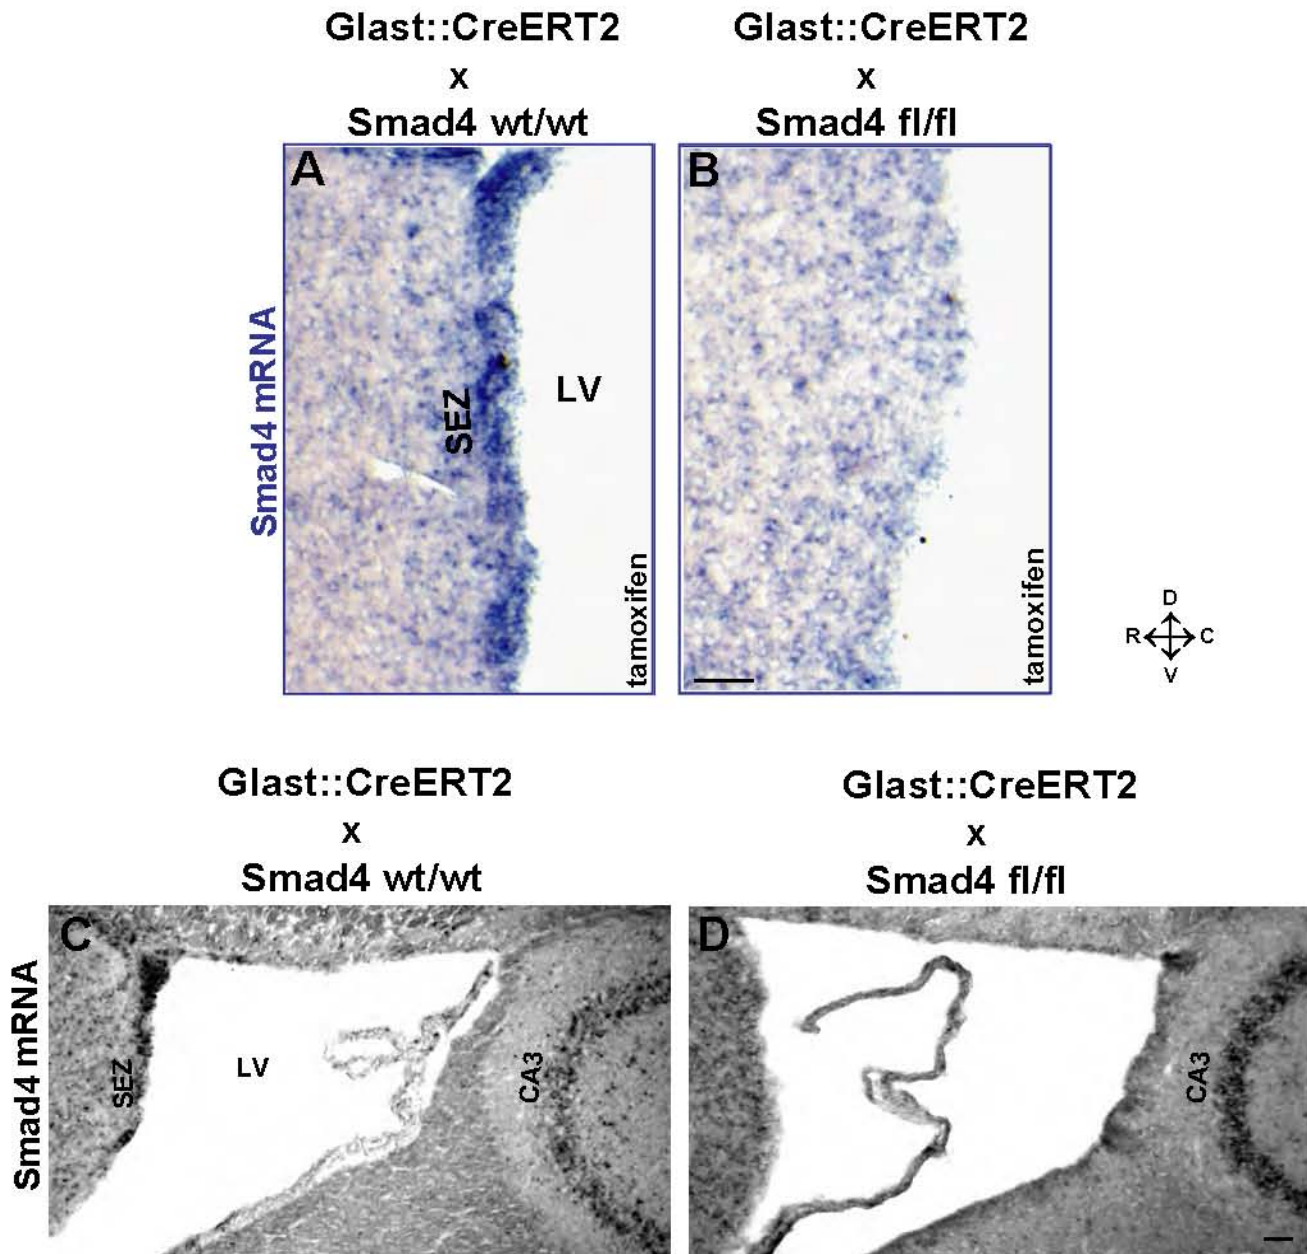 Glast::CreERT2
x
Smad4 wt/wt
Glast::CreERT2
x
Smad4 fl/fl
Smad4 mRNA
A
SEZ
LV
tamoxifen
B
tamoxifen
D
R C
V
Glast::CreERT2
x
Smad4 wt/wt
Glast::CreERT2
x
Smad4 fl/fl
Smad4 mRNA
C
SEZ
LV
CA3
D
CA3